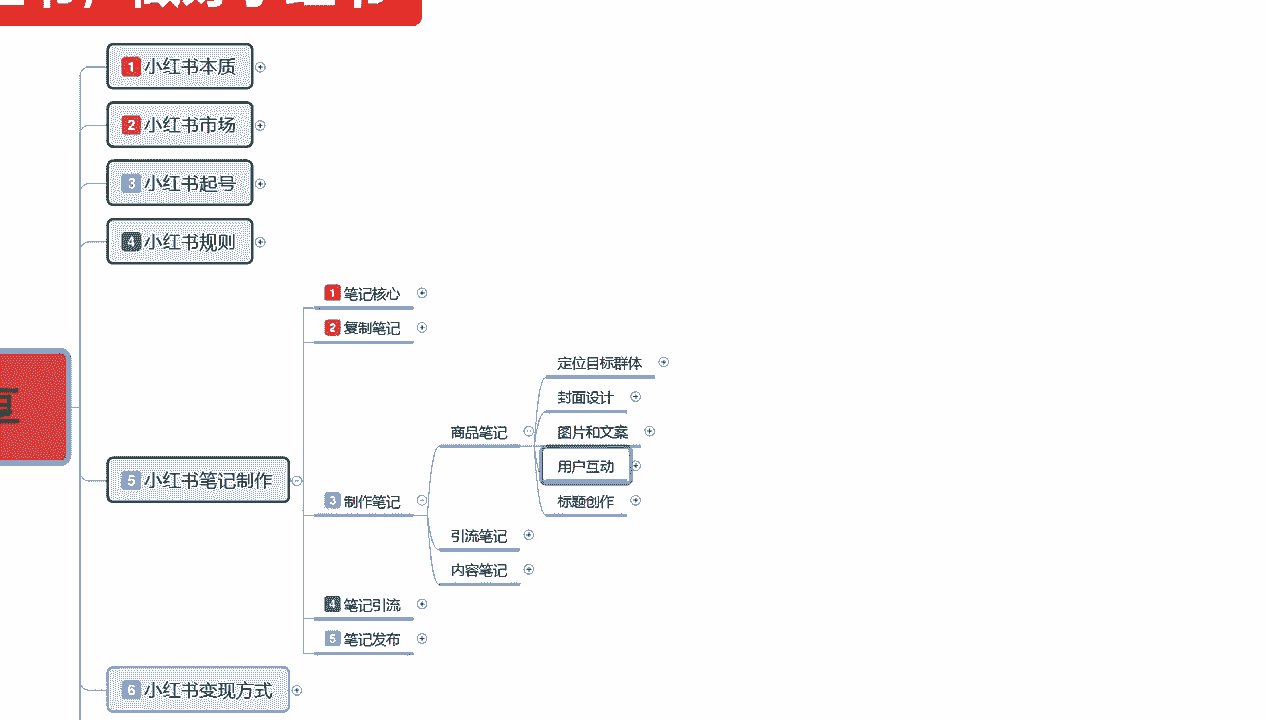 1 小红书本质
2 小红书市场
3 小红书起号
4 小红书规则
1 笔记核心
2 复制笔记
定位目标群体
封面设计
商品笔记
图片和文案
用户互动
5 小红书笔记制作
3 制作笔记
标题创作
引流笔记
内容笔记
4 笔记引流
5 笔记发布
6 小红书变现方式